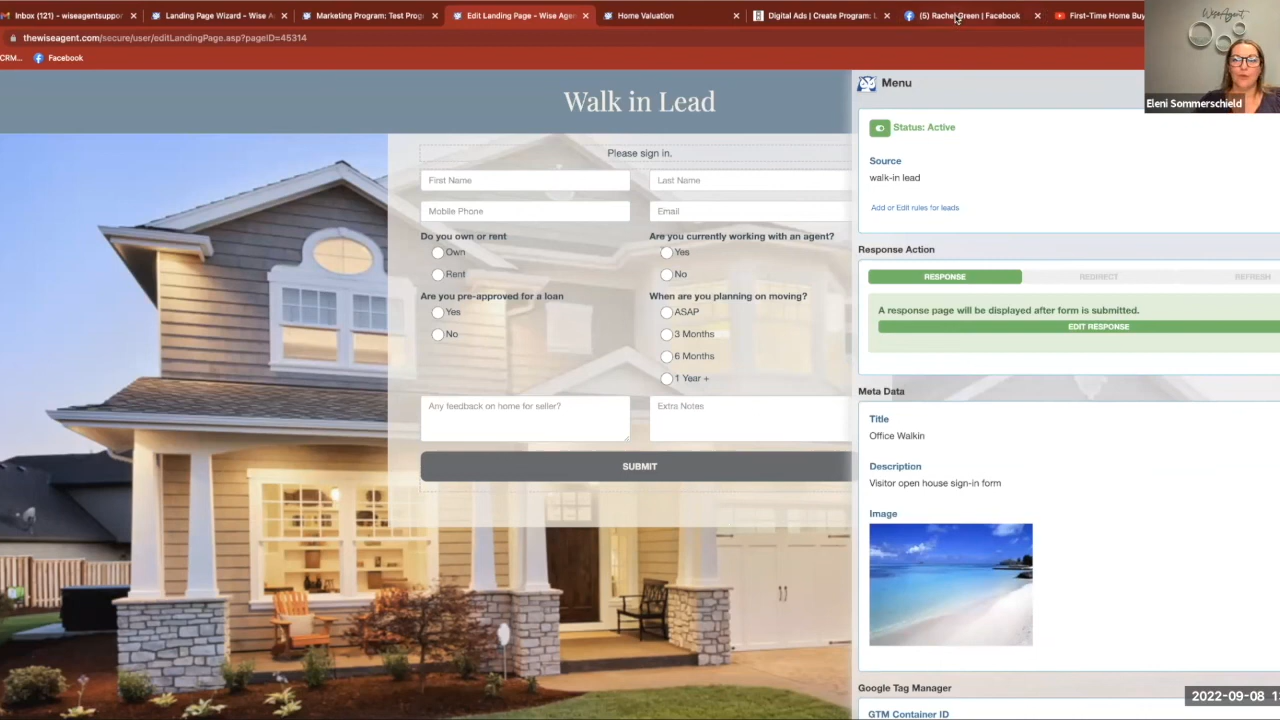 Inbox (121) - wiseagentsuppor
Landing Page Wizard - Wise A
Marketing Program: Test Prog
Edit Landing Page - Wise Agen
Home Valuation
Digital Ads | Create Program: L
(5) Rachel Green | Facebook
First-Time Home Buy
thewiseagent.com/secure/user/editLandingPage.asp?pageID=45314
CRM...
Facebook
WiseAgent
Eleni Sommerschield
Walk in Lead
Please sign in.
First Name
Last Name
Mobile Phone
Email
Do you own or rent
Own
Rent
Are you currently working with an agent?
Yes
No
Are you pre-approved for a loan
Yes
No
When are you planning on moving?
ASAP
3 Months
6 Months
1 Year +
Any feedback on home for seller?
Extra Notes
SUBMIT
Menu
Status: Active
Source
walk-in lead
Add or Edit rules for leads
Response Action
RESPONSE
REDIRECT
REFRESH
A response page will be displayed after form is submitted.
EDIT RESPONSE
Meta Data
Title
Office Walkin
Description
Visitor open house sign-in form
Image
Google Tag Manager
GTM Container ID
2022-09-08